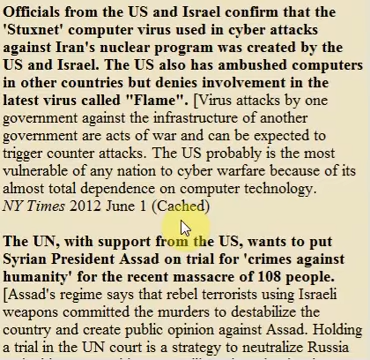 Officials from the US and Israel confirm that the
'Stuxnet' computer virus used in cyber attacks
against Iran's nuclear program was created by the
US and Israel. The US also has ambushed computers
in other countries but denies involvement in the
latest virus called "Flame". [Virus attacks by one
government against the infrastructure of another
government are acts of war and can be expected to
trigger counter attacks. The US probably is the most
vulnerable of any nation to cyber warfare because of its
almost total dependence on computer technology.
NY Times 2012 June 1 (Cached)
The UN, with support from the US, wants to put
Syrian President Assad on trial for 'crimes against
humanity' for the recent massacre of 108 people.
[Assad's regime says that rebel terrorists using Israeli
weapons committed the murders to destabilize the
country and create public opinion against Assad. Holding
a trial in the UN court is a strategy to neutralize Russia